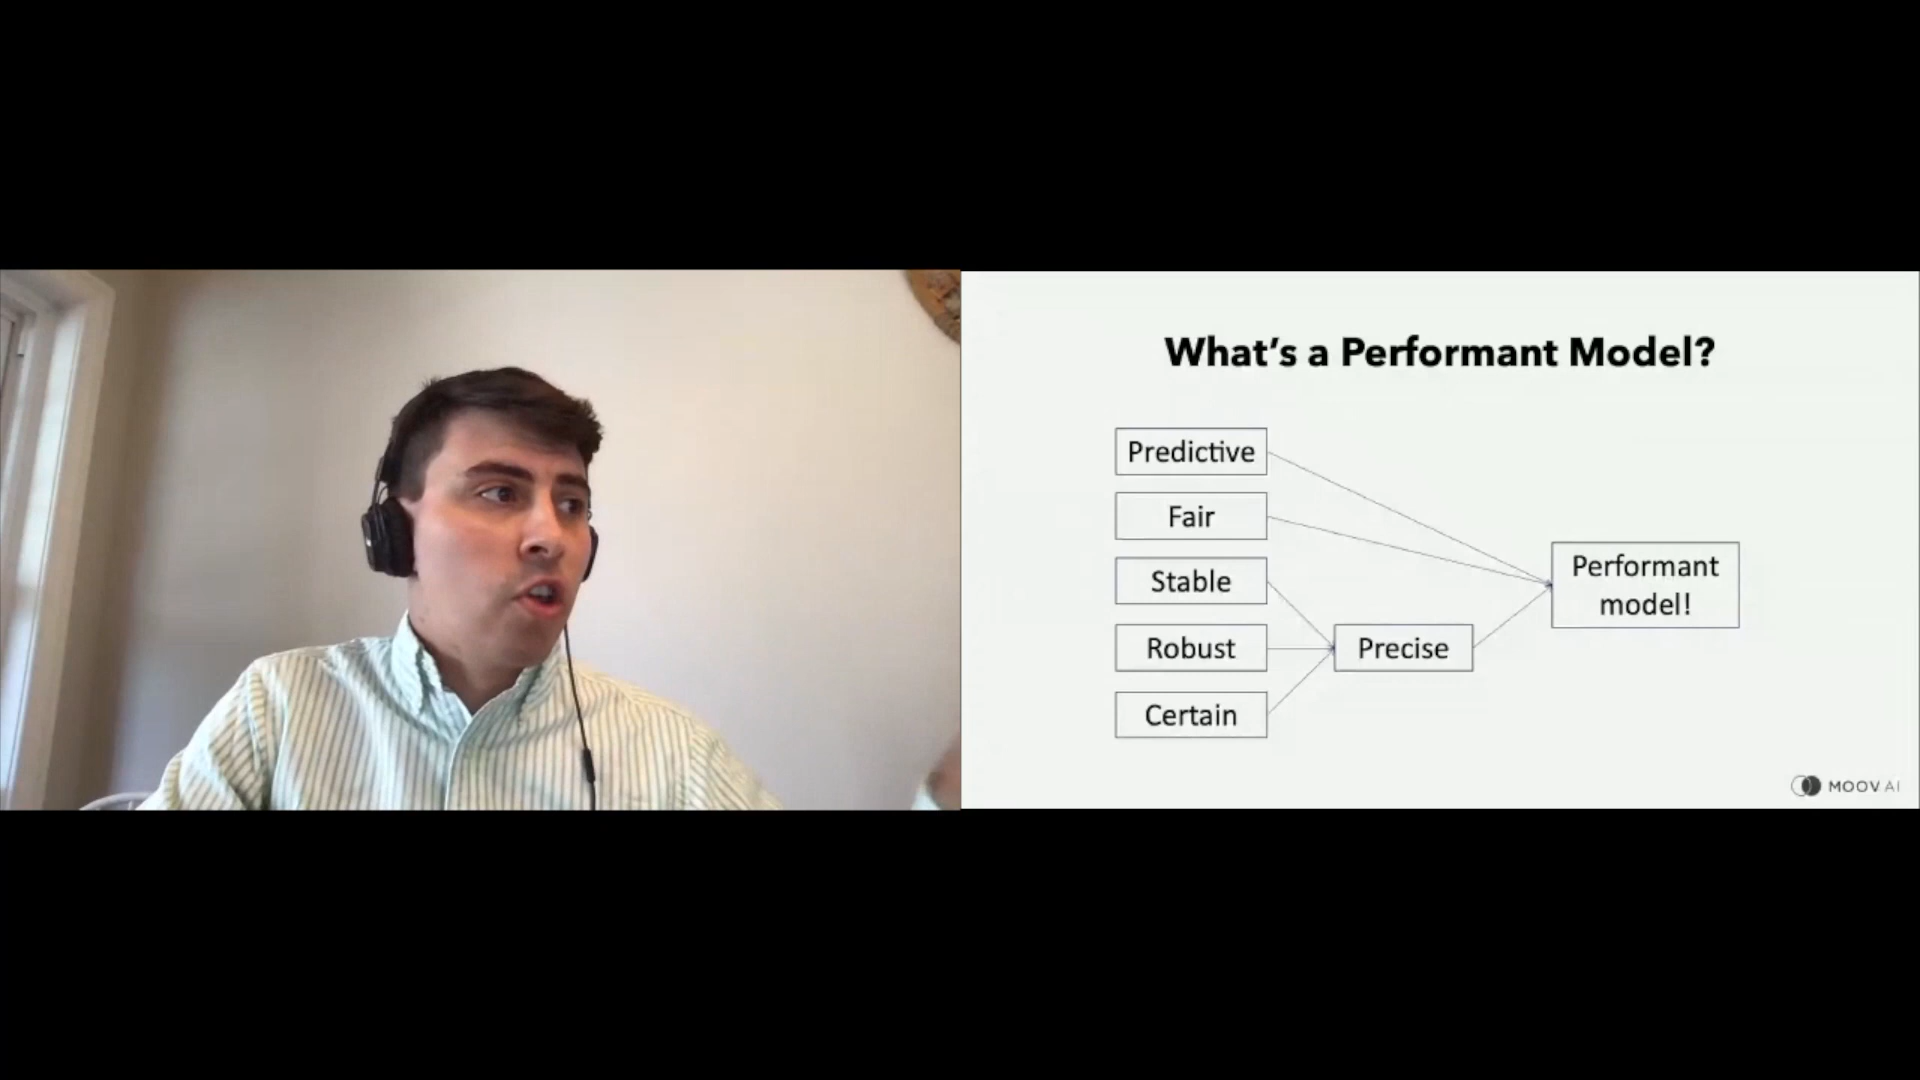 What's a Performant Model?
Predictive
Fair
Stable
Robust
Certain
Precise
Performant
model!
MOOV AI